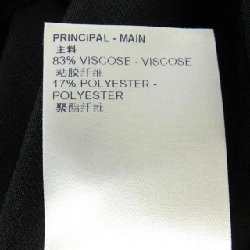 PRINCIPAL - MAIN
主料
83% VISCOSE - VISCOSE
粘胶纤维
17% POLYESTER -
POLYESTER
聚酯纤维